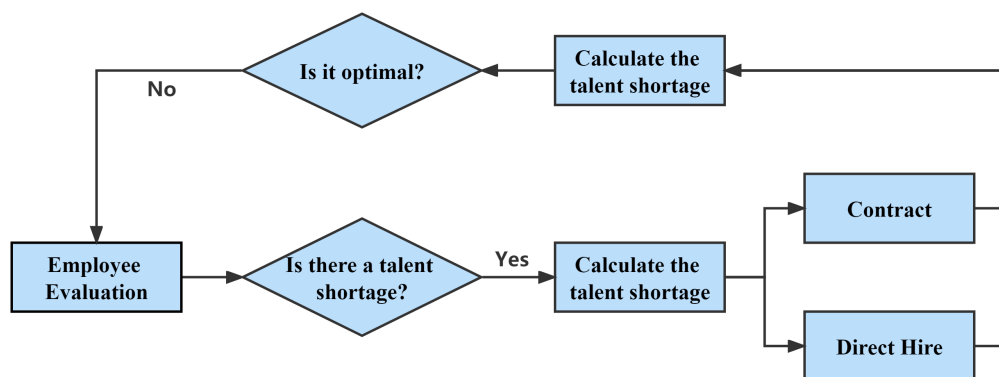 Is it optimal?
Calculate the
talent shortage
No
Contract
Employee
Evaluation
Is there a talent
shortage?
Yes
Calculate the
talent shortage
Direct Hire